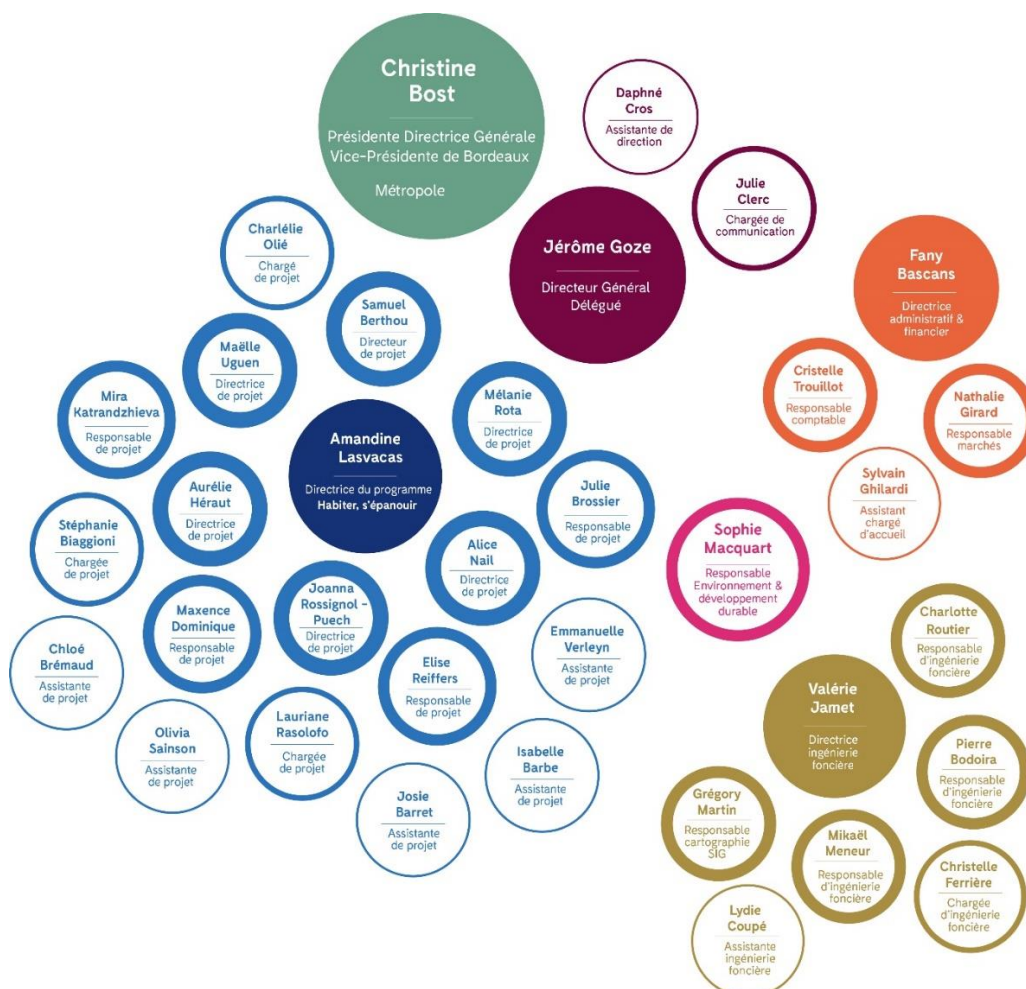 Christine
Bost
Présidente Directrice Générale
Vice-Présidente de Bordeaux
Métropole
Daphné
Cros
Assistante de
direction
Julie
Clerc
Chargée de
communication
Jérôme Goze
Directeur Général
Délégué
Fany
Bascans
Directrice
administratif &
financier
Cristelle
Trouillot
Responsable
comptable
Nathalie
Girard
Responsable
marchés
Sylvain
Ghilardi
Assistant
chargé
d'accueil
Charlélie
Olié
Chargé
de projet
Samuel
Berthou
Directeur
de projet
Maëlle
Uguen
Directrice
de projet
Mira
Katrandzhieva
Responsable
de projet
Mélanie
Rota
Directrice
de projet
Amandine
Lasvacas
Directrice du programme
Habiter, s'épanouir
Aurélie
Héraut
Directrice
de projet
Julie
Brossier
Responsable
de projet
Stéphanie
Biaggioni
Chargée
de projet
Alice
Nail
Directrice
de projet
Joanna
Rossignol -
Puech
Directrice
de projet
Maxence
Dominique
Responsable
de projet
Chloé
Brémaud
Assistante
de projet
Emmanuelle
Verleyn
Assistante
de projet
Elise
Reiffers
Responsable
de projet
Lauriane
Rasolofo
Chargée
de projet
Olivia
Sainson
Assistante
de projet
Isabelle
Barbe
Assistante
de projet
Josie
Barret
Assistante
de projet
Sophie
Macquart
Responsable
Environnement &
développement
durable
Charlotte
Routier
Responsable
d'ingénierie
foncière
Valérie
Jamet
Directrice
ingénierie
foncière
Pierre
Bodoira
Responsable
d'ingénierie
foncière
Grégory
Martin
Responsable
cartographie
SIG
Mikaël
Meneur
Responsable
d'ingénierie
foncière
Christelle
Ferrière
Chargée
d'ingénierie
foncière
Lydie
Coupé
Assistante
ingénierie
foncière